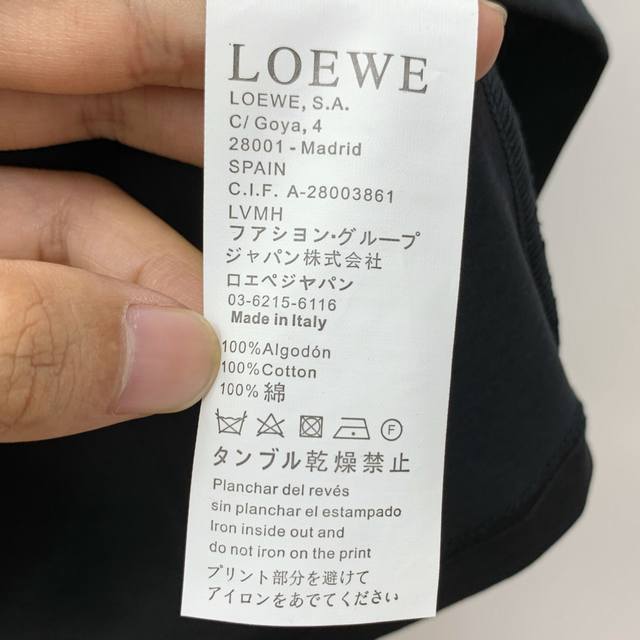 LOEWE
LOEWE, S.A.
C/ Goya, 4
28001 - Madrid
SPAIN
C.I.F. A-28003861
LVMH
ファション・グループ
ジャパン株式会社
ロエベジャパン
03-6215-6116
Made in Italy
100%Algodón
100%Cotton
100% 綿
F
タンブル乾燥禁止
Planchar del revés
sin planchar el estampado
Iron inside out and
do not iron on the print
プリント部分を避けて
アイロンをあててください